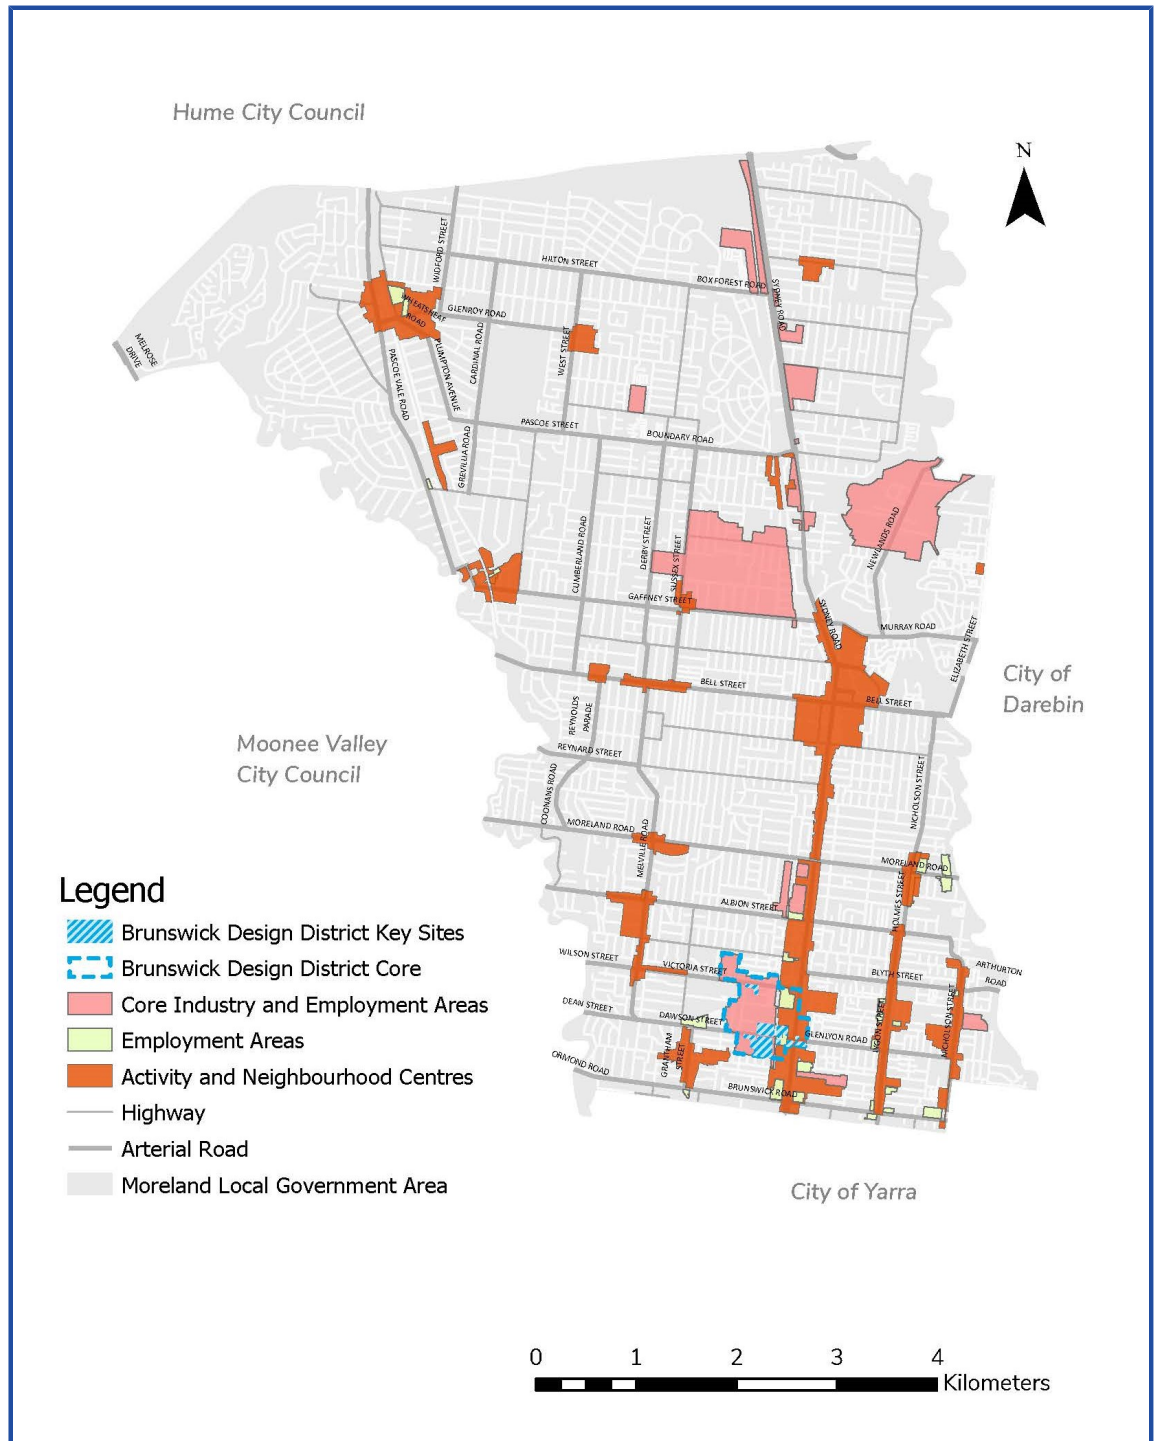 Hume City Council
N
WIDFORD STREET
HILTON STREET
BOX FOREST ROAD
SYDNEY ROAD
WHEATSHEAF
ROAD
GLENROY ROAD
MELROSE
DRIVE
PASCOE VALE ROAD
PLUMPTON AVENUE
CARDINAL ROAD
WEST STREET
PASCOE STREET
BOUNDARY ROAD
GREVILLIA ROAD
CUMBERLAND ROAD
DERBY STREET
SUSSEX STREET
NEWLANDS ROAD
GAFFNEY STREET
SYDNEY ROAD
MURRAY ROAD
ELIZABETH STREET
City of
Darebin
BELL STREET
BELL STREET
REYNOLDS
PARADE
Moonee Valley
City Council
REYNARD STREET
COONANS ROAD
NICHOLSON STREET
MORELAND ROAD
MELVILLE ROAD
MORELAND ROAD
ALBION STREET
HOLMES STREET
WILSON STREET
VICTORIA STREET
BLYTH STREET
ARTHURTON
ROAD
DEAN STREET
DAWSON STREET
GLENLYON ROAD
NICHOLSON STREET
GRANTHAM
STREET
ORMOND ROAD
BRUNSWICK ROAD
Legend
Brunswick Design District Key Sites
Brunswick Design District Core
Core Industry and Employment Areas
Employment Areas
Activity and Neighbourhood Centres
Highway
Arterial Road
Moreland Local Government Area
City of Yarra
0 1 2 3 4
Kilometers